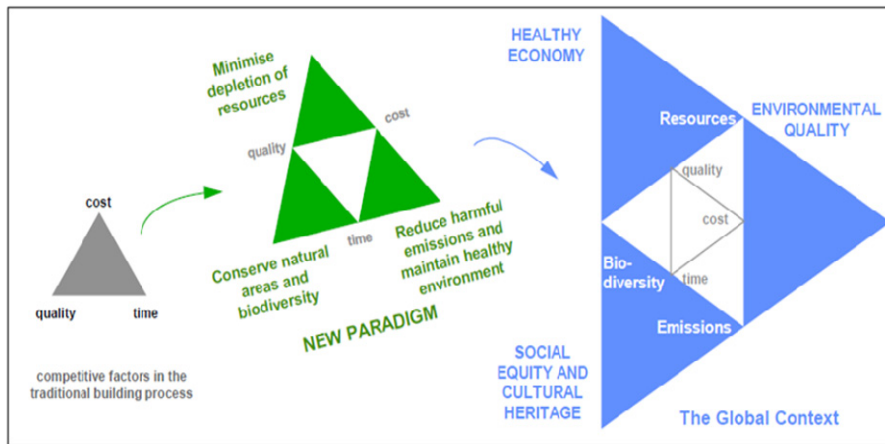 cost
quality
time
competitive factors in the
traditional building process
Minimise
depletion of
resources
quality
cost
time
Conserve natural
areas and
biodiversity
Reduce harmful
emissions and
maintain healthy
environment
NEW PARADIGM
HEALTHY
ECONOMY
Resources
ENVIRONMENTAL
QUALITY
quality
cost
time
Bio-
diversity
Emissions
SOCIAL
EQUITY AND
CULTURAL
HERITAGE
The Global Context